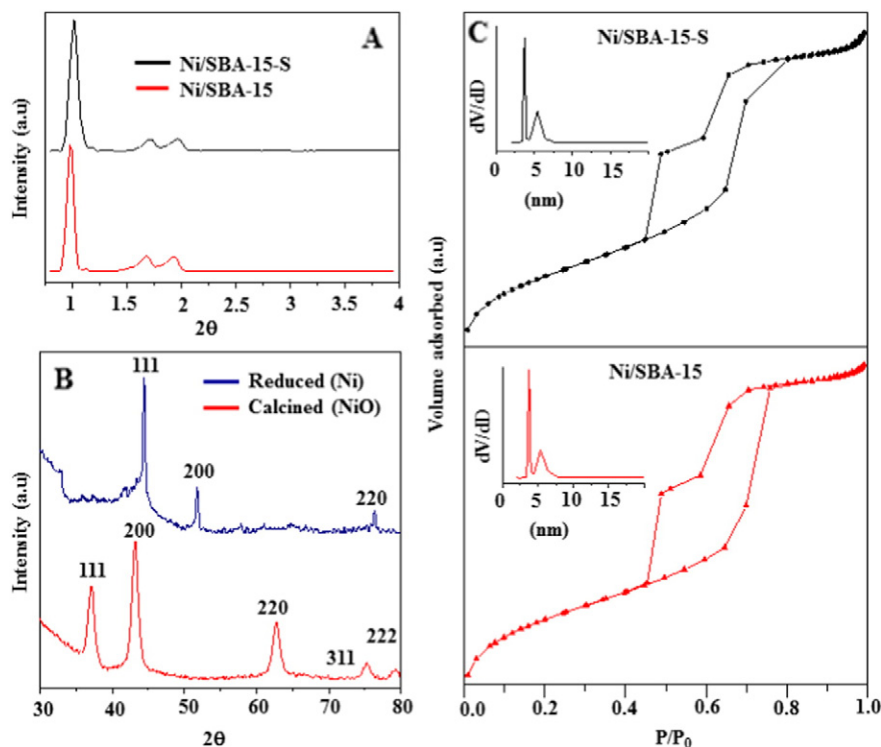 A
Ni/SBA-15-S
Ni/SBA-15
Intensity (a.u)
1 1.5 2 2.5 3 3.5 4
2θ
B
Reduced (Ni)
Calcined (NiO)
111
200
220
111
200
220
311
222
Intensity (a.u)
30 40 50 60 70 80
2θ
C
Ni/SBA-15-S
dV/dD
0 5 10 15
(nm)
Volume adsorbed (a.u)
Ni/SBA-15
dV/dD
0 5 10 15 20
(nm)
0.0 0.2 0.4 0.6 0.8 1.0
P/P₀